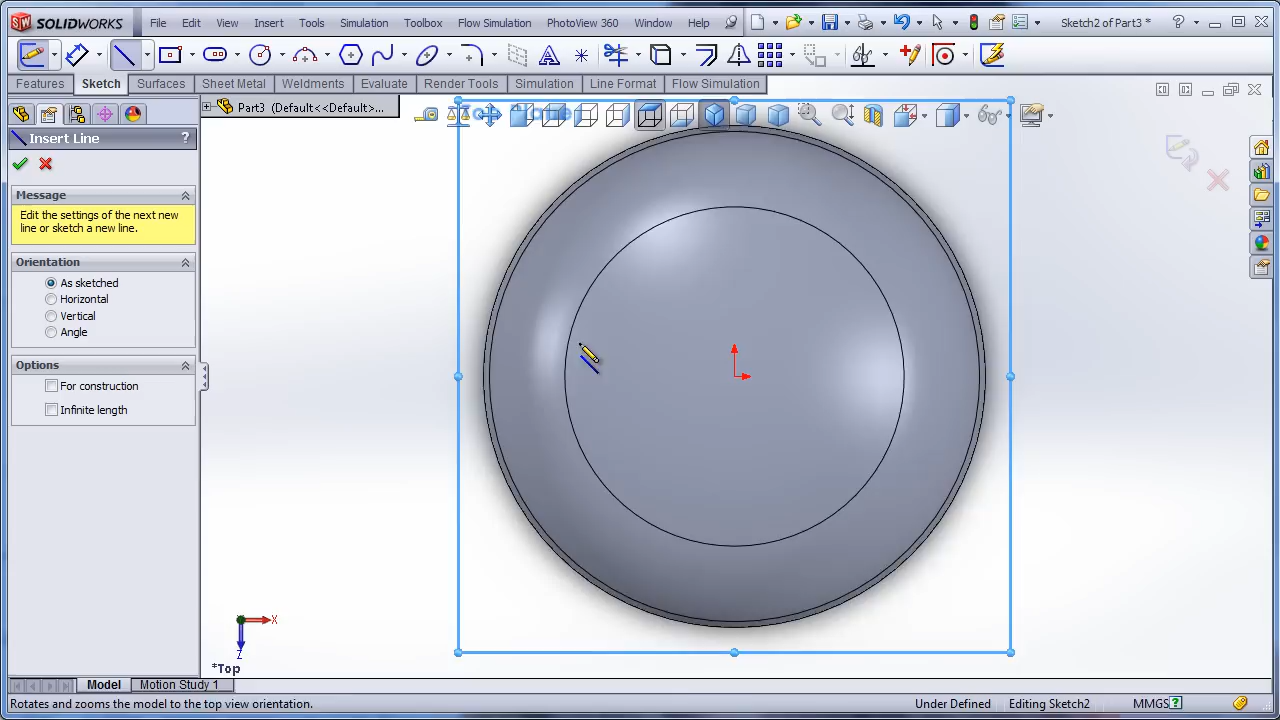 SOLIDWORKS File Edit View Insert Tools Simulation Toolbox Flow Simulation PhotoView 360 Window Help Sketch2 of Part3 *
Features Sketch Surfaces Sheet Metal Weldments Evaluate Render Tools Simulation Line Format Flow Simulation
Part3 (Default<<Default>...
Insert Line ?
Message
Edit the settings of the next new
line or sketch a new line.
Orientation
As sketched
Horizontal
Vertical
Angle
Options
For construction
Infinite length
X
Z
*Top
Model Motion Study 1
Rotates and zooms the model to the top view orientation. Under Defined Editing Sketch2 MMGS ?